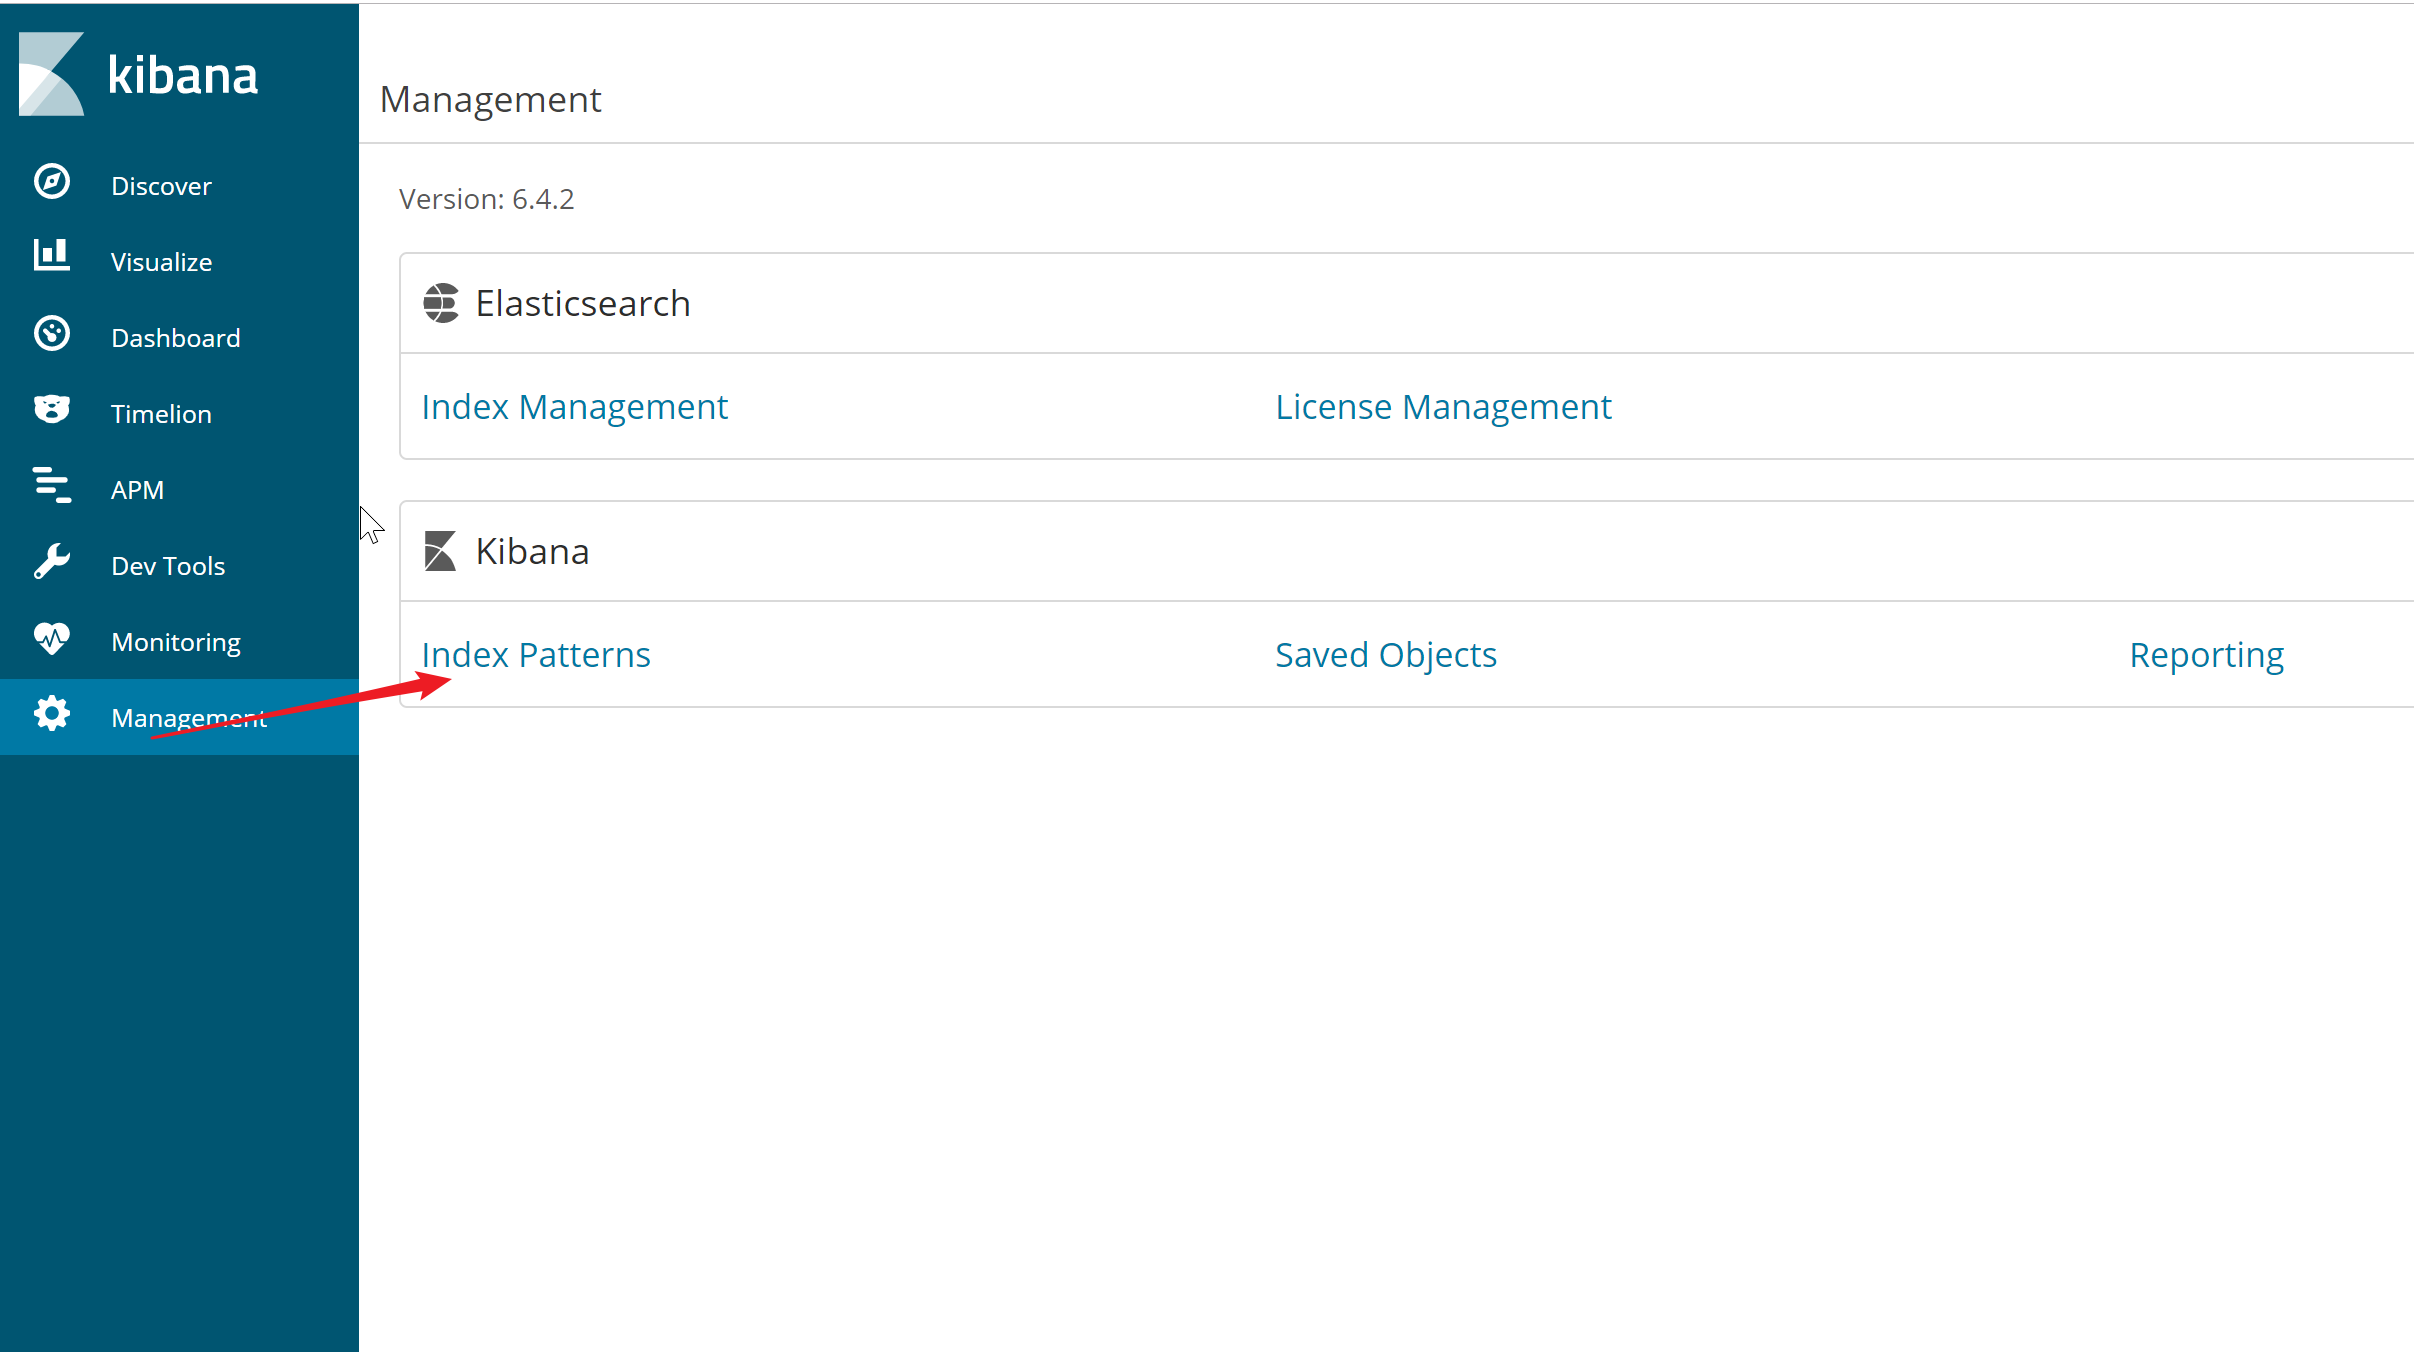 kibana
Discover
Visualize
Dashboard
Timelion
APM
Dev Tools
Monitoring
Management
Management
Version: 6.4.2
Elasticsearch
Index Management
License Management
Kibana
Index Patterns
Saved Objects
Reporting